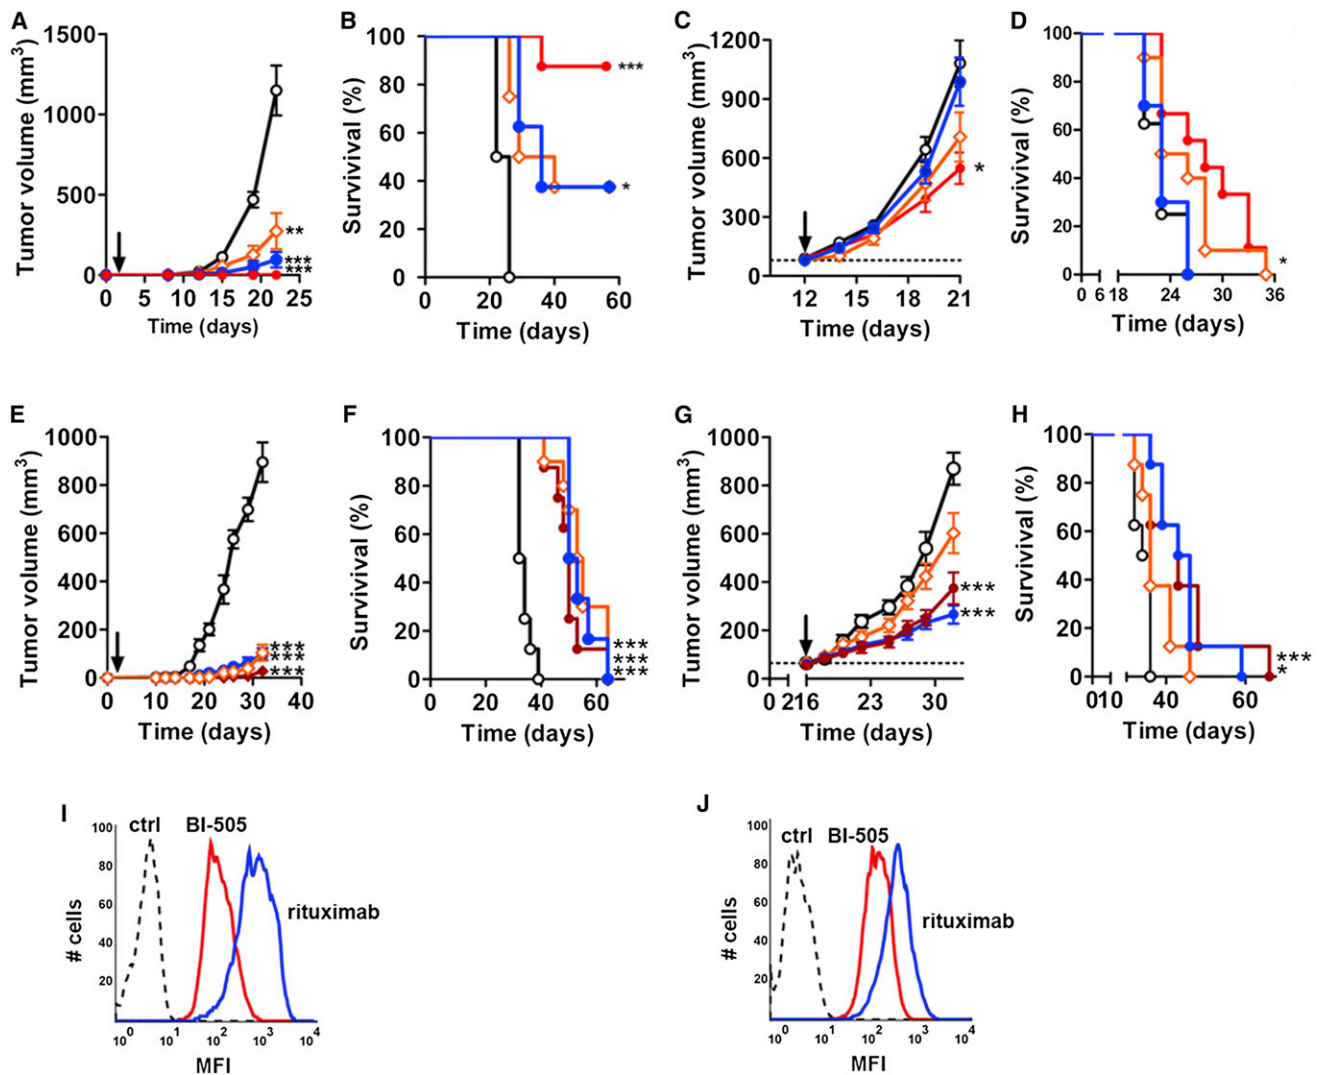 A
Tumor volume (mm3)
1500
1000
500
0
0 5 10 15 20 25
Time (days)
**
***
***
B
Survival (%)
100
80
60
40
20
0
0 20 40 60
Time (days)
***
*
C
Tumor volume (mm3)
1200
900
600
300
0
12 15 18 21
Time (days)
*
D
Survival (%)
100
80
60
40
20
0
0 6 18 24 30 36
Time (days)
*
E
Tumor volume (mm3)
1000
800
600
400
200
0
0 10 20 30 40
Time (days)
***
***
***
F
Survival (%)
100
80
60
40
20
0
0 20 40 60
Time (days)
***
***
***
G
Tumor volume (mm3)
1000
800
600
400
200
0
0 2 16 23 30
Time (days)
***
***
H
Survival (%)
100
80
60
40
20
0
0 10 40 60
Time (days)
***
*
I
# cells
100
80
60
40
20
10^0 10^1 10^2 10^3 10^4
MFI
ctrl BI-505
rituximab
J
# cells
100
80
60
40
20
10^0 10^1 10^2 10^3 10^4
MFI
ctrl BI-505
rituximab